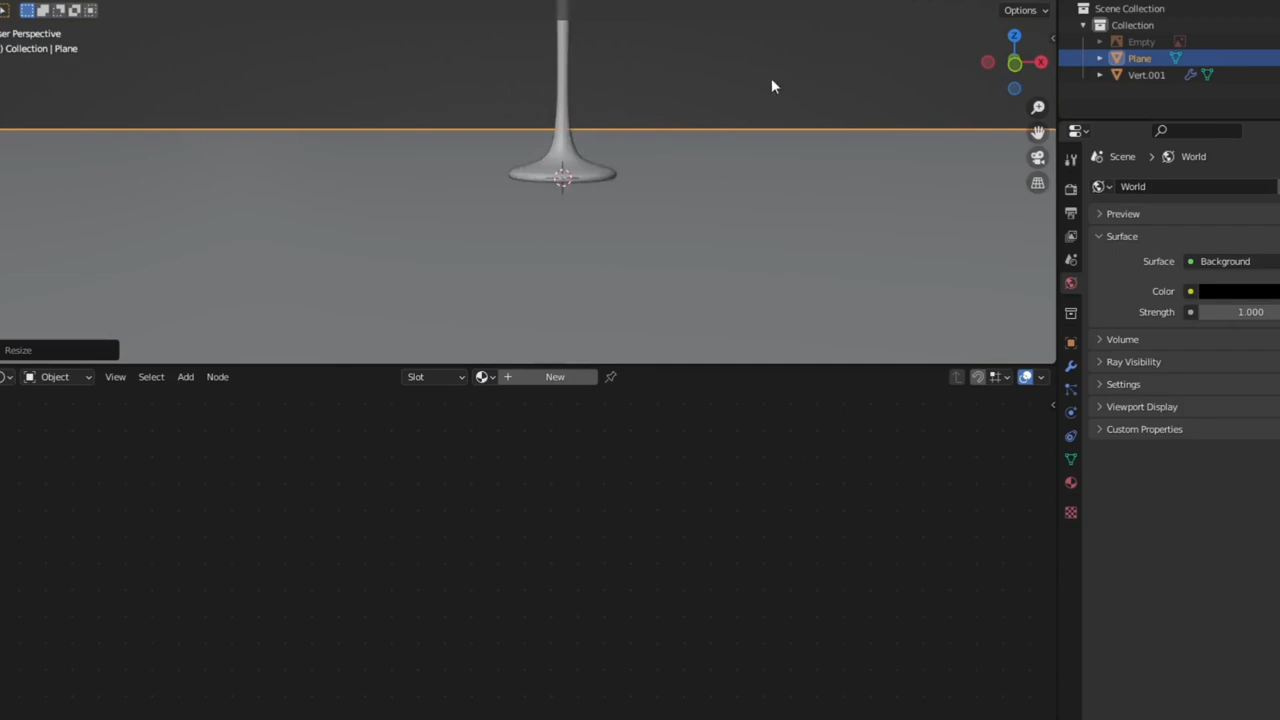 Options
ser Perspective
) Collection | Plane
Resize
Object
View
Select
Add
Node
Slot
New
Z
X
Scene Collection
Collection
Empty
Plane
Vert.001
Scene
World
World
Preview
Surface
Surface
Background
Color
Strength
1.000
Volume
Ray Visibility
Settings
Viewport Display
Custom Properties